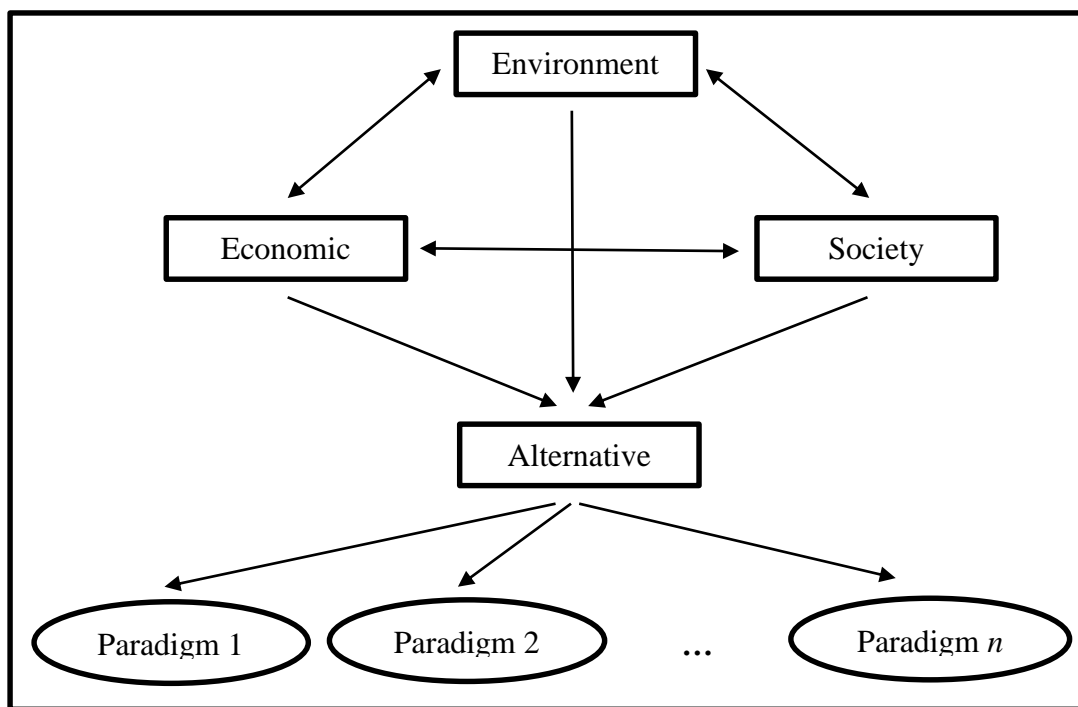 Environment
Economic
Society
Alternative
Paradigm 1
Paradigm 2
...
Paradigm n